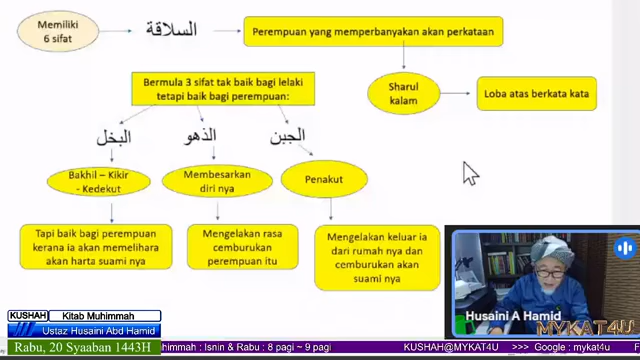 Memiliki
6 sifat
السلاقة
Perempuan yang memperbanyakan akan perkataan
Sharul
kalam
Loba atas berkata kata
Bermula 3 sifat tak baik bagi lelaki
tetapi baik bagi perempuan:
البخل
الذهو
الجبن
Bakhil – Kikir
- Kedekut
Membesarkan
diri nya
Penakut
Tapi baik bagi perempuan
kerana ia akan memelihara
akan harta suami nya
Mengelakan rasa
cemburukan
perempuan itu
Mengelakan keluar ia
dari rumah nya dan
cemburukan akan
suami nya
Husaini A Hamid
MYKAT4U
KUSHAH Kitab Muhimmah
Ustaz Husaini Abd Hamid
Rabu, 20 Syaaban 1443H
himmah : Isnin & Rabu : 8 pagi ~ 9 pagi
KUSHAH@MYKAT4U >>> Google : mykat4u